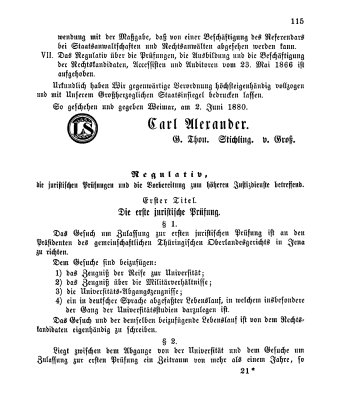 115
wendung mit der Maßgabe, daß von einer Beschäftigung des Referendars
bei Staatsanwaltschaften und Rechtsanwälten abgesehen werden kann.
VII. Das Regulativ über die Prüfungen, die Ausbildung und die Beschäftigung
der Rechtskandidaten, Accessisten und Auditoren vom 23. Mai 1866 ist
aufgehoben.
Urkundlich haben Wir gegenwärtige Verordnung höchsteigenhändig vollzogen
und mit Unserem Großherzoglichen Staatsinsiegel bedrucken lassen.
So geschehen und gegeben Weimar, am 2. Juni 1880.
LS
Carl Alexander.
G. Thon. Stichling. v. Groß.
Regulativ,
die juristischen Prüfungen und die Vorbereitung zum höheren Justizdienste betreffend.
Erster Titel.
Die erste juristische Prüfung.
§ 1.
Das Gesuch um Zulassung zur ersten juristischen Prüfung ist an den
Präsidenten des gemeinschaftlichen Thüringischen Oberlandesgerichts in Jena
zu richten.
Dem Gesuche sind beizufügen:
1) das Zeugniß der Reife zur Universität;
2) das Zeugniß über die Militärverhältnisse;
3) die Universitäts-Abgangszeugnisse;
4) ein in deutscher Sprache abgefaßter Lebenslauf, in welchem insbesondere
der Gang der Universitätsstudien darzulegen ist.
Das Gesuch und der demselben beizufügende Lebenslauf ist von dem Rechts-
kandidaten eigenhändig zu schreiben.
§ 2.
Liegt zwischen dem Abgange von der Universität und dem Gesuche um
Zulassung zur ersten Prüfung ein Zeitraum von mehr als einem Jahre, so
21*